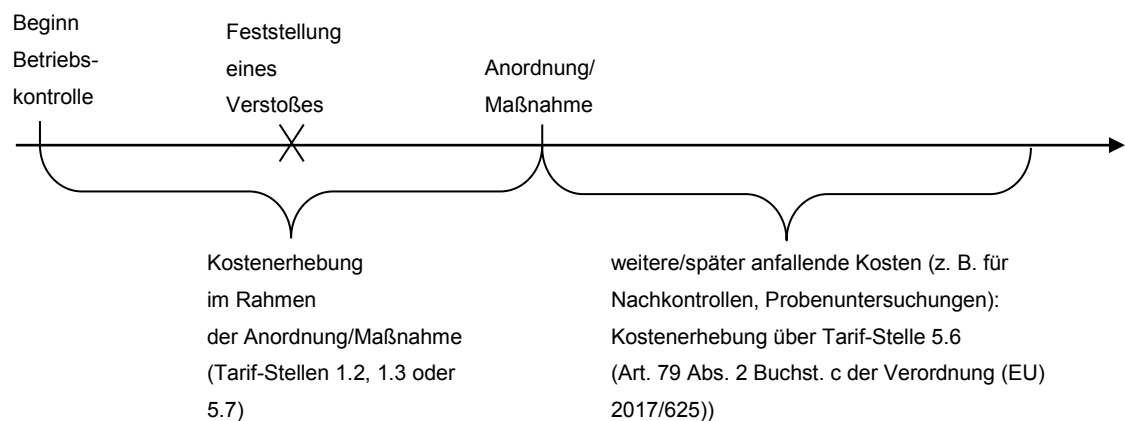 Beginn
Betriebs-
kontrolle
Feststellung
eines
Verstoßes
Anordnung/
Maßnahme
Kostenerhebung
im Rahmen
der Anordnung/Maßnahme
(Tarif-Stellen 1.2, 1.3 oder
5.7)
weitere/später anfallende Kosten (z. B. für
Nachkontrollen, Probenuntersuchungen):
Kostenerhebung über Tarif-Stelle 5.6
(Art. 79 Abs. 2 Buchst. c der Verordnung (EU)
2017/625))